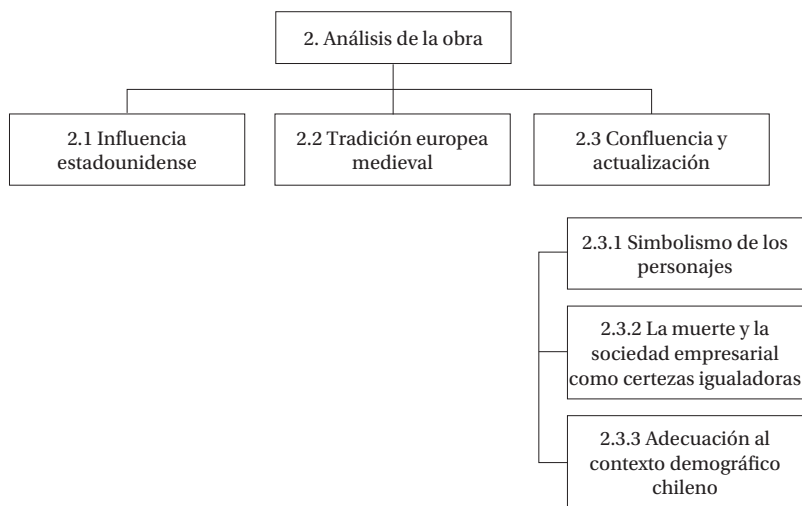 2. Análisis de la obra
2.1 Influencia
estadounidense
2.2 Tradición europea
medieval
2.3 Confluencia y
actualización
2.3.1 Simbolismo de los
personajes
2.3.2 La muerte y la
sociedad empresarial
como certezas igualadoras
2.3.3 Adecuación al
contexto demográfico
chileno